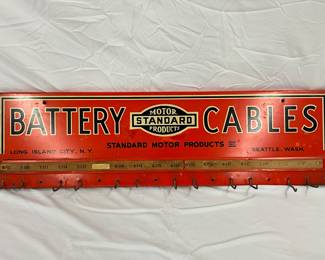 BATTERY CABLES
MOTOR
STANDARD
PRODUCTS
STANDARD MOTOR PRODUCTS INC
LONG ISLAND CITY, N.Y.
SEATTLE, WASH.